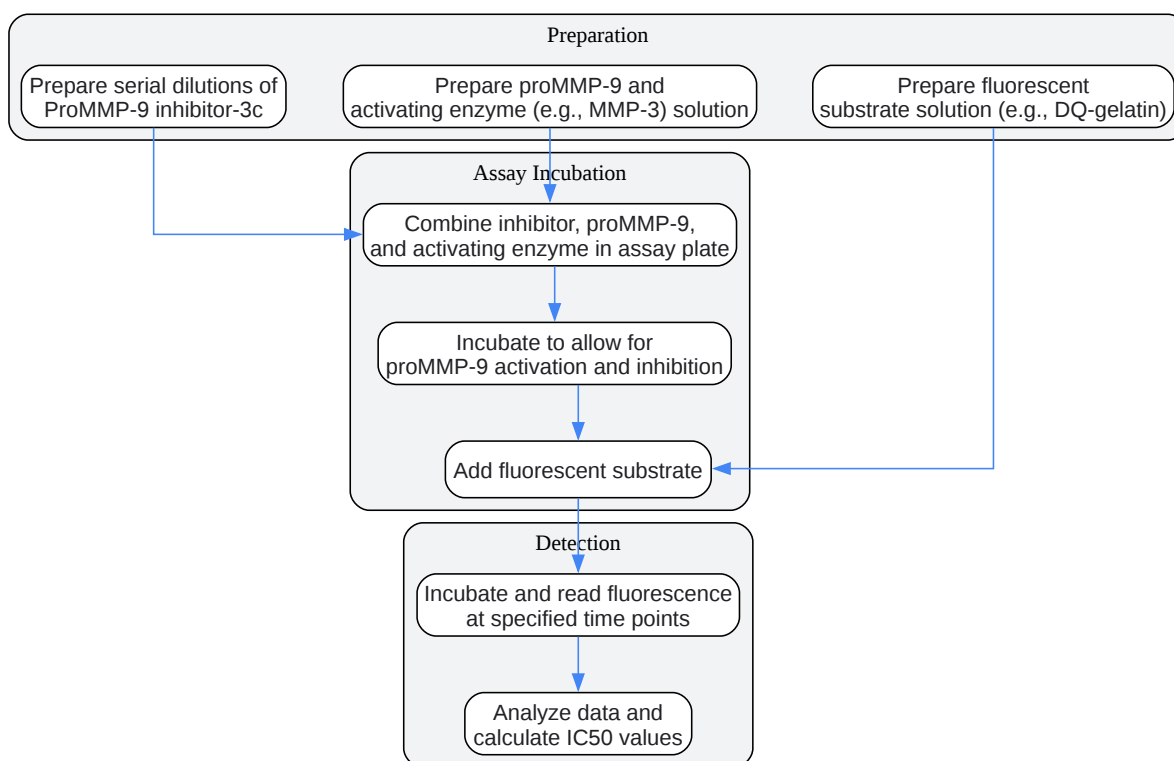 Preparation
Prepare serial dilutions of
ProMMP-9 inhibitor-3c
Prepare proMMP-9 and
activating enzyme (e.g., MMP-3) solution
Prepare fluorescent
substrate solution (e.g., DQ-gelatin)
Assay Incubation
Combine inhibitor, proMMP-9,
and activating enzyme in assay plate
Incubate to allow for
proMMP-9 activation and inhibition
Add fluorescent substrate
Detection
Incubate and read fluorescence
at specified time points
Analyze data and
calculate IC50 values